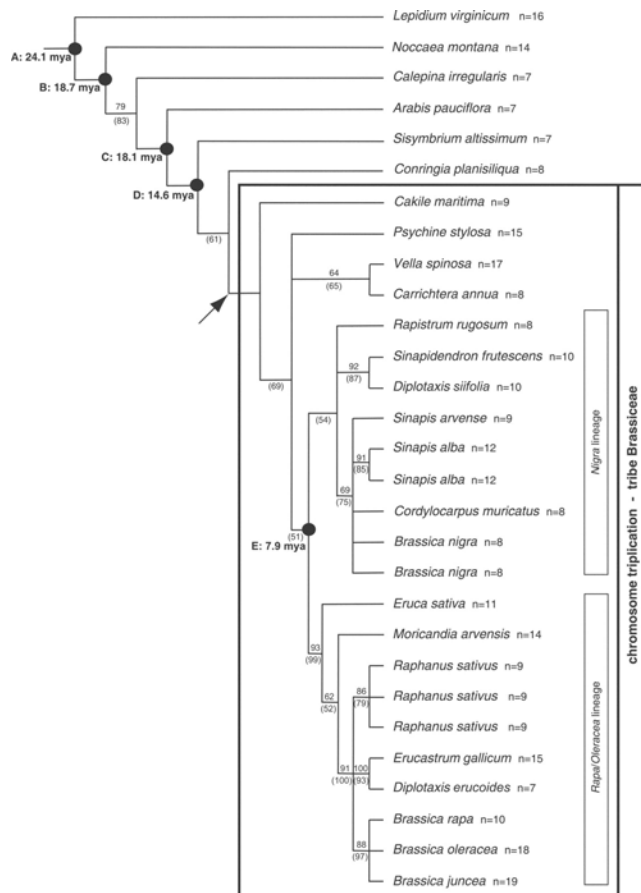 Lepidium virginicum n=16
Noccaea montana n=14
A: 24.1 mya
Calepina irregularis n=7
B: 18.7 mya
79
(83)
Arabis pauciflora n=7
Sisymbrium altissimum n=7
C: 18.1 mya
Conringia planisiliqua n=8
D: 14.6 mya
Cakile maritima n=9
Psychine stylosa n=15
(61)
Vella spinosa n=17
64
(65)
Carrichtera annua n=8
Rapistrum rugosum n=8
Sinapidendron frutescens n=10
92
(87)
(69)
Diplotaxis siifolia n=10
Sinapis arvense n=9
(54)
Sinapis alba n=12
91
(85)
Sinapis alba n=12
69
(75)
Cordylocarpus muricatus n=8
(51)
E: 7.9 mya
Brassica nigra n=8
Brassica nigra n=8
Nigra lineage
Eruca sativa n=11
Moricandia arvensis n=14
93
(99)
Raphanus sativus n=9
86
(79)
Raphanus sativus n=9
62
(52)
Raphanus sativus n=9
Erucastrum gallicum n=15
91
(100)
100
(93)
Diplotaxis erucoides n=7
Brassica rapa n=10
88
(97)
Brassica oleracea n=18
Brassica juncea n=19
Rapa/Oleracea lineage
chromosome triplication - tribe Brassiceae